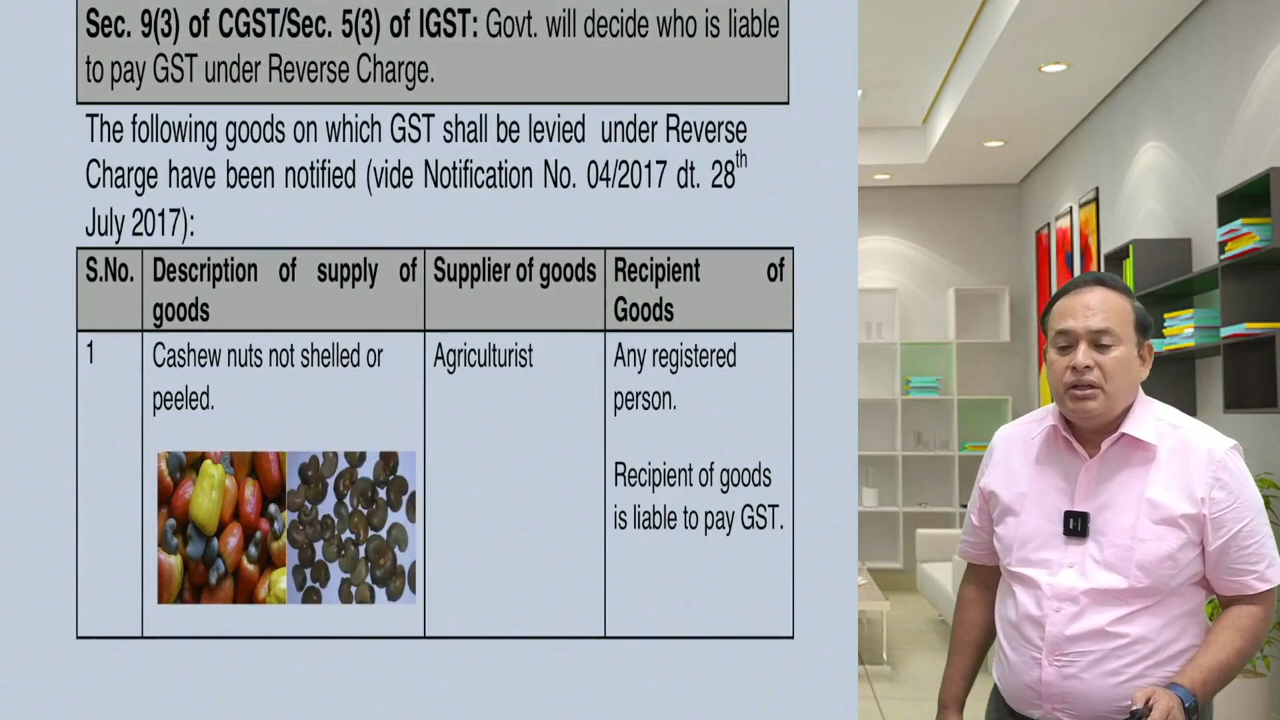 Sec. 9(3) of CGST/Sec. 5(3) of IGST: Govt. will decide who is liable
to pay GST under Reverse Charge.
The following goods on which GST shall be levied under Reverse
Charge have been notified (vide Notification No. 04/2017 dt. 28th
July 2017):
S.No.
Description of supply of
goods
Supplier of goods
Recipient of
Goods
1
Cashew nuts not shelled or
peeled.
Agriculturist
Any registered
person.
Recipient of goods
is liable to pay GST.